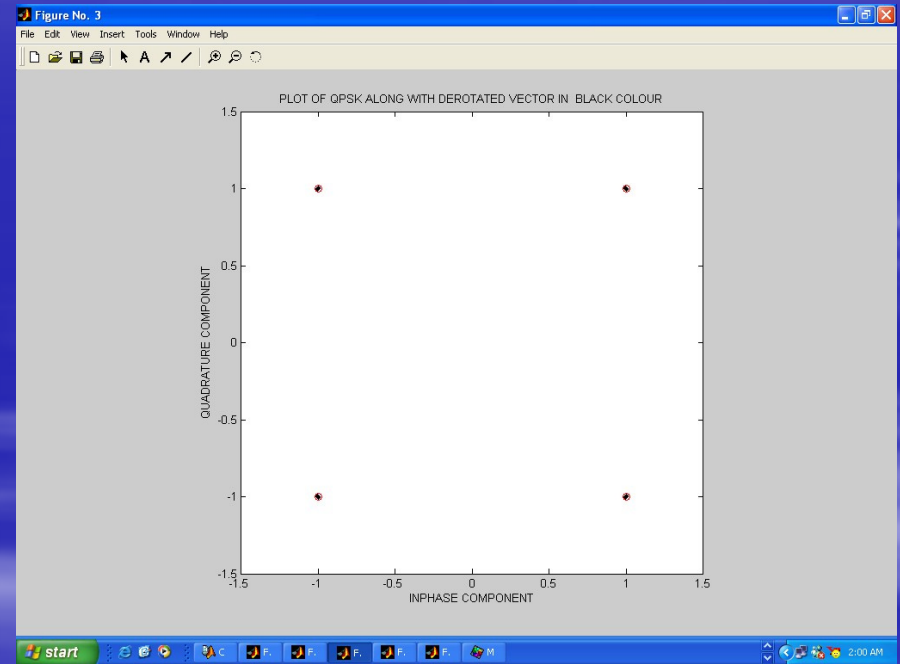 Figure No. 3
File Edit View Insert Tools Window Help
PLOT OF QPSK ALONG WITH DEROTATED VECTOR IN  BLACK COLOUR
1.5
1
0.5
0
-0.5
-1
-1.5
QUADRATURE COMPONENT
-1.5 -1 -0.5 0 0.5 1 1.5
INPHASE COMPONENT
start C F. F. F. F. F. M 2:00 AM